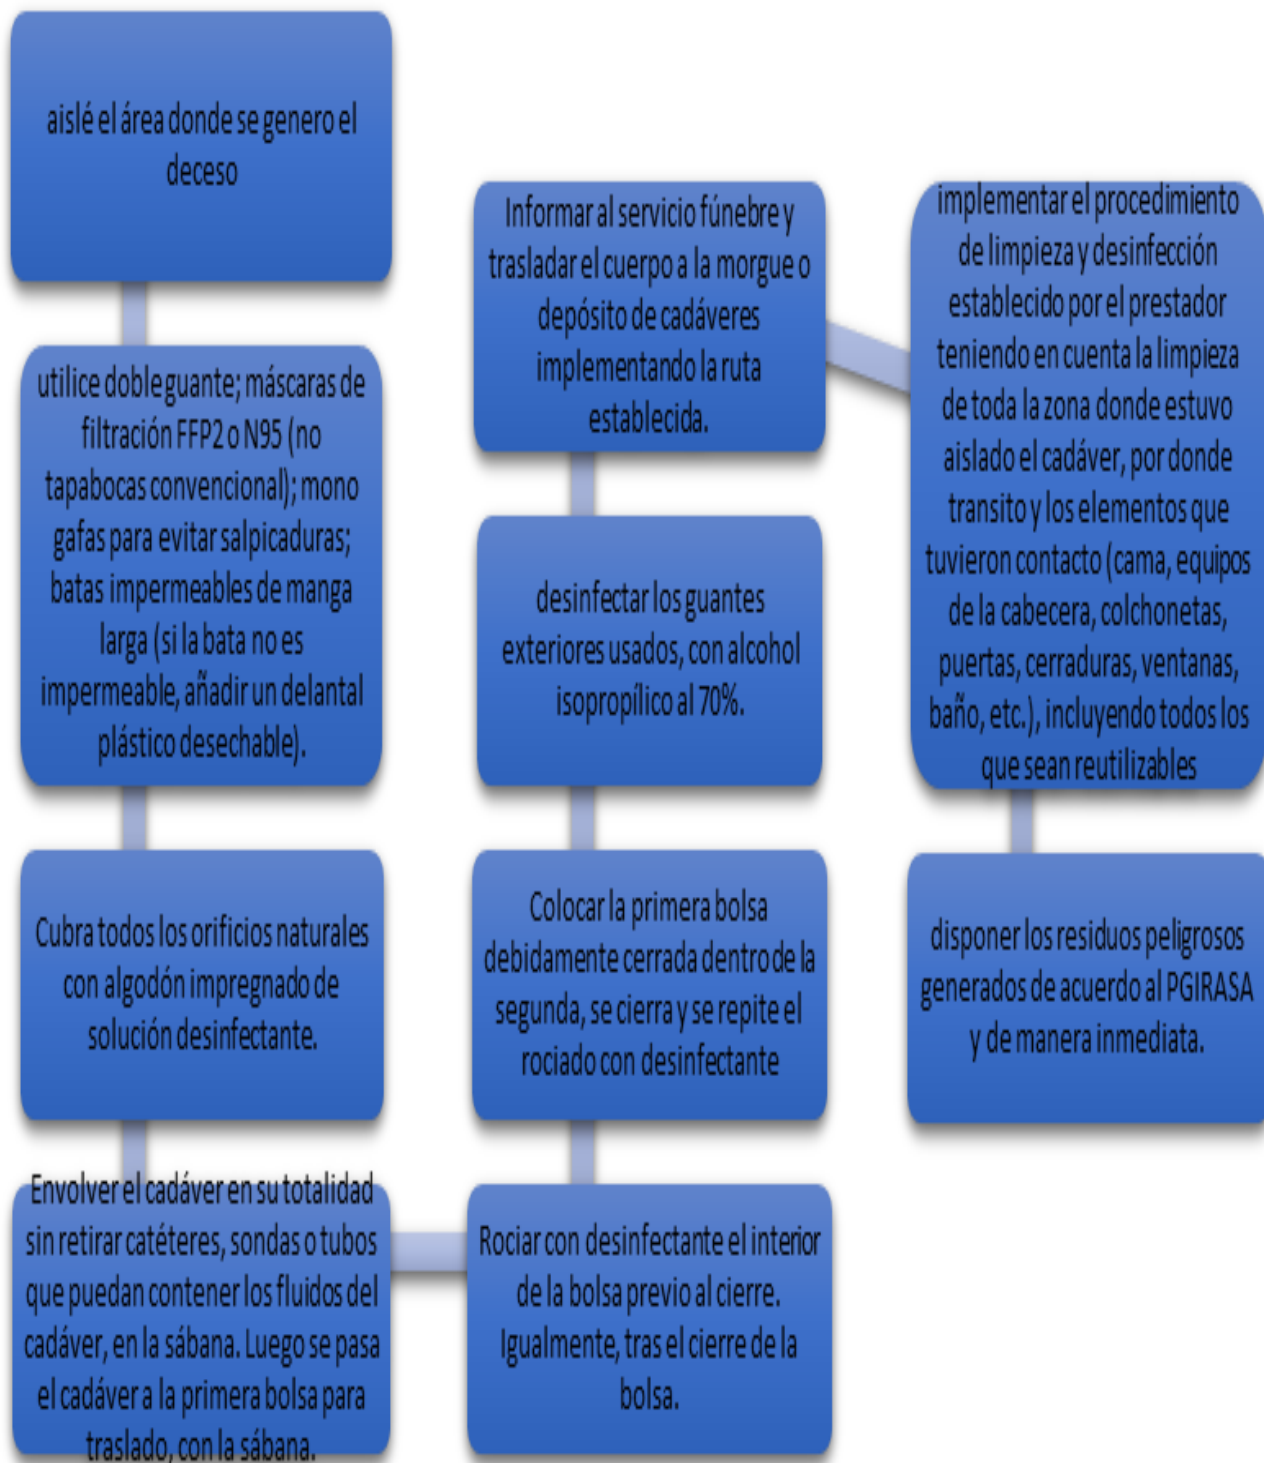 aislé el área donde se genero el
deceso
utilice doble guante; máscaras de
filtración FFP2 o N95 (no
tapabocas convencional); mono
gafas para evitar salpicaduras;
batas impermeables de manga
larga (si la bata no es
impermeable, añadir un delantal
plástico desechable).
Cubra todos los orificios naturales
con algodón impregnado de
solución desinfectante.
Envolver el cadáver en su totalidad
sin retirar catéteres, sondas o tubos
que puedan contener los fluidos del
cadáver, en la sábana. Luego se pasa
el cadáver a la primera bolsa para
traslado, con la sábana.
Rociar con desinfectante el interior
de la bolsa previo al cierre.
Igualmente, tras el cierre de la
bolsa.
Colocar la primera bolsa
debidamente cerrada dentro de la
segunda, se cierra y se repite el
rociado con desinfectante
desinfectar los guantes
exteriores usados, con alcohol
isopropílico al 70%.
Informar al servicio fúnebre y
trasladar el cuerpo a la morgue o
depósito de cadáveres
implementando la ruta
establecida.
implementar el procedimiento
de limpieza y desinfección
establecido por el prestador
teniendo en cuenta la limpieza
de toda la zona donde estuvo
aislado el cadáver, por donde
transito y los elementos que
tuvieron contacto (cama, equipos
de la cabecera, colchonetas,
puertas, cerraduras, ventanas,
baño, etc.), incluyendo todos los
que sean reutilizables
disponer los residuos peligrosos
generados de acuerdo al PGIRASA
y de manera inmediata.